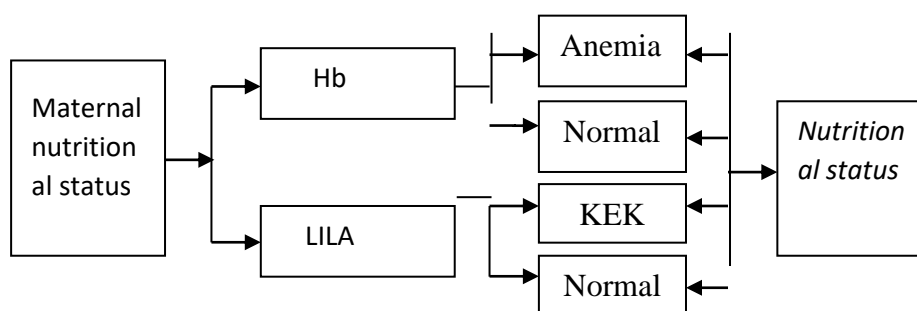 Maternal
nutrition
al status
Hb
LILA
Anemia
Normal
KEK
Normal
Nutrition
al status